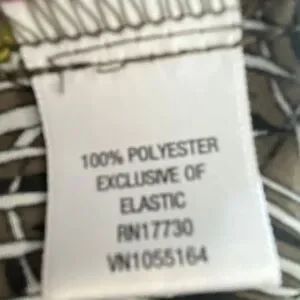 100% POLYESTER
EXCLUSIVE OF
ELASTIC
RN17730
VN1055164